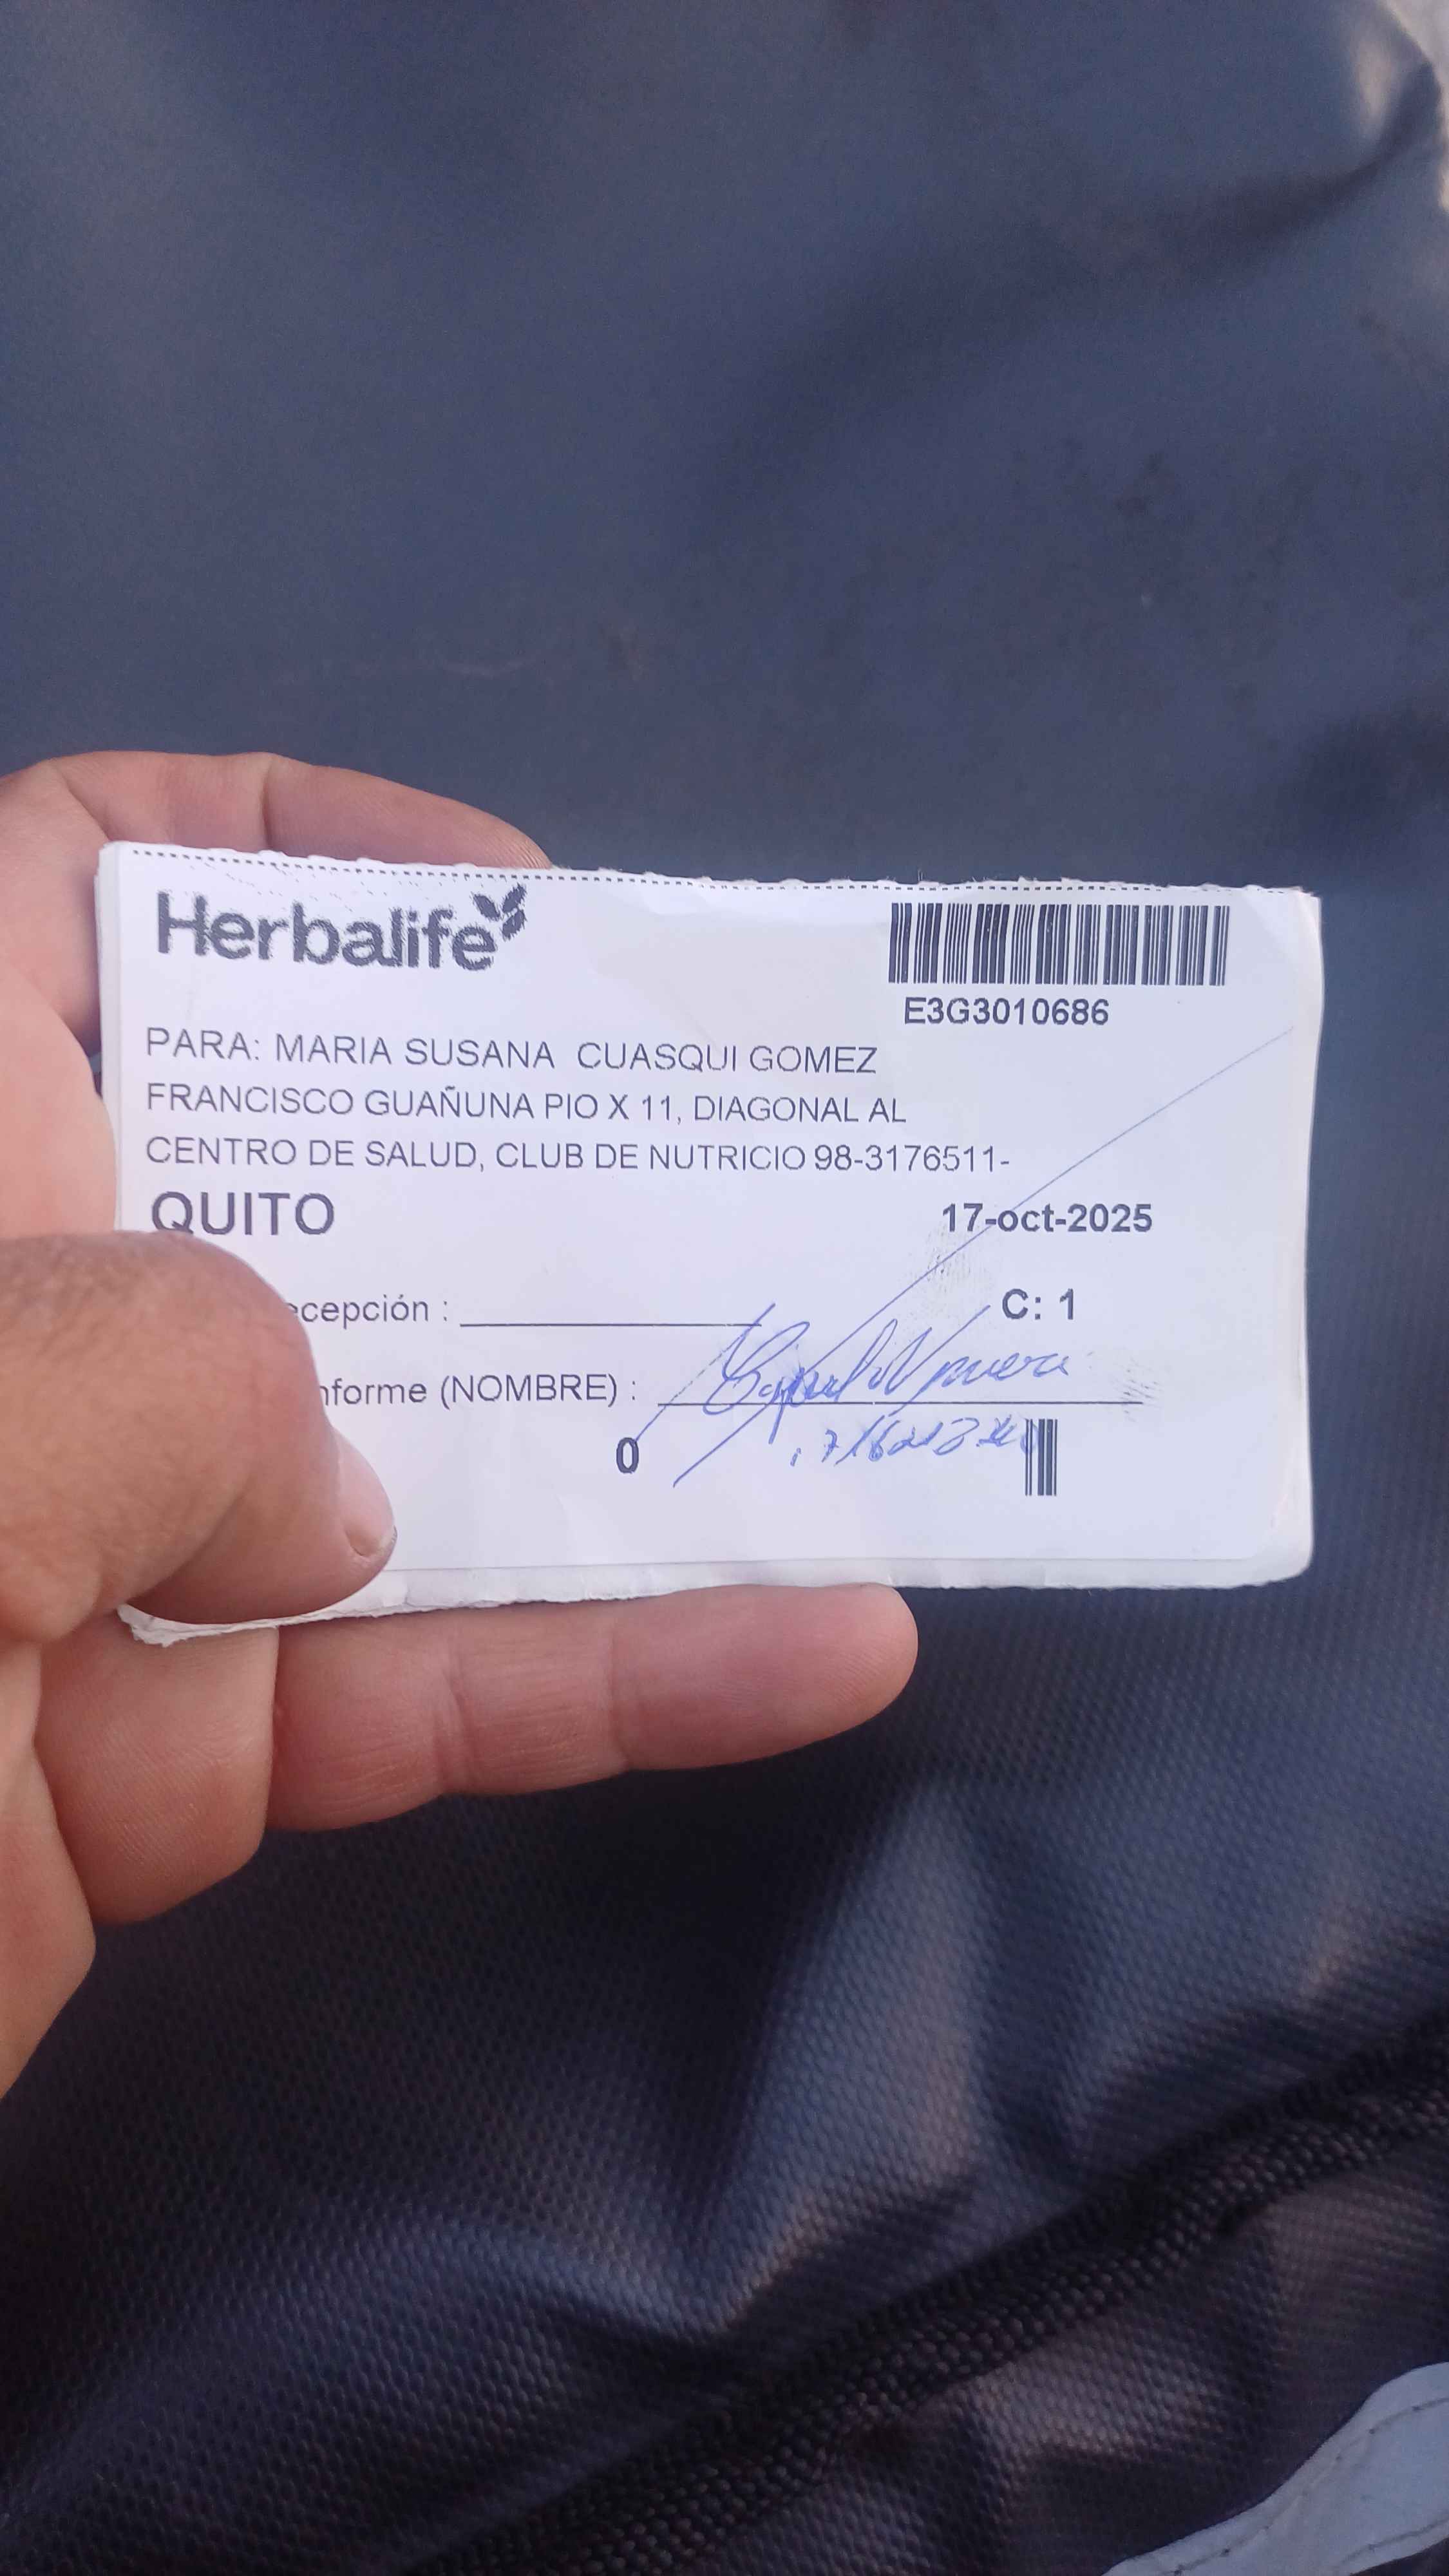 Herbalife
E3G3010686
PARA: MARIA SUSANA CUASQUI GOMEZ
FRANCISCO GUAÑUNA PIO X 11, DIAGONAL AL
CENTRO DE SALUD, CLUB DE NUTRICIO 98-3176511-
QUITO 17-oct-2025
ecepción :
C: 1
nforme (NOMBRE) :
0